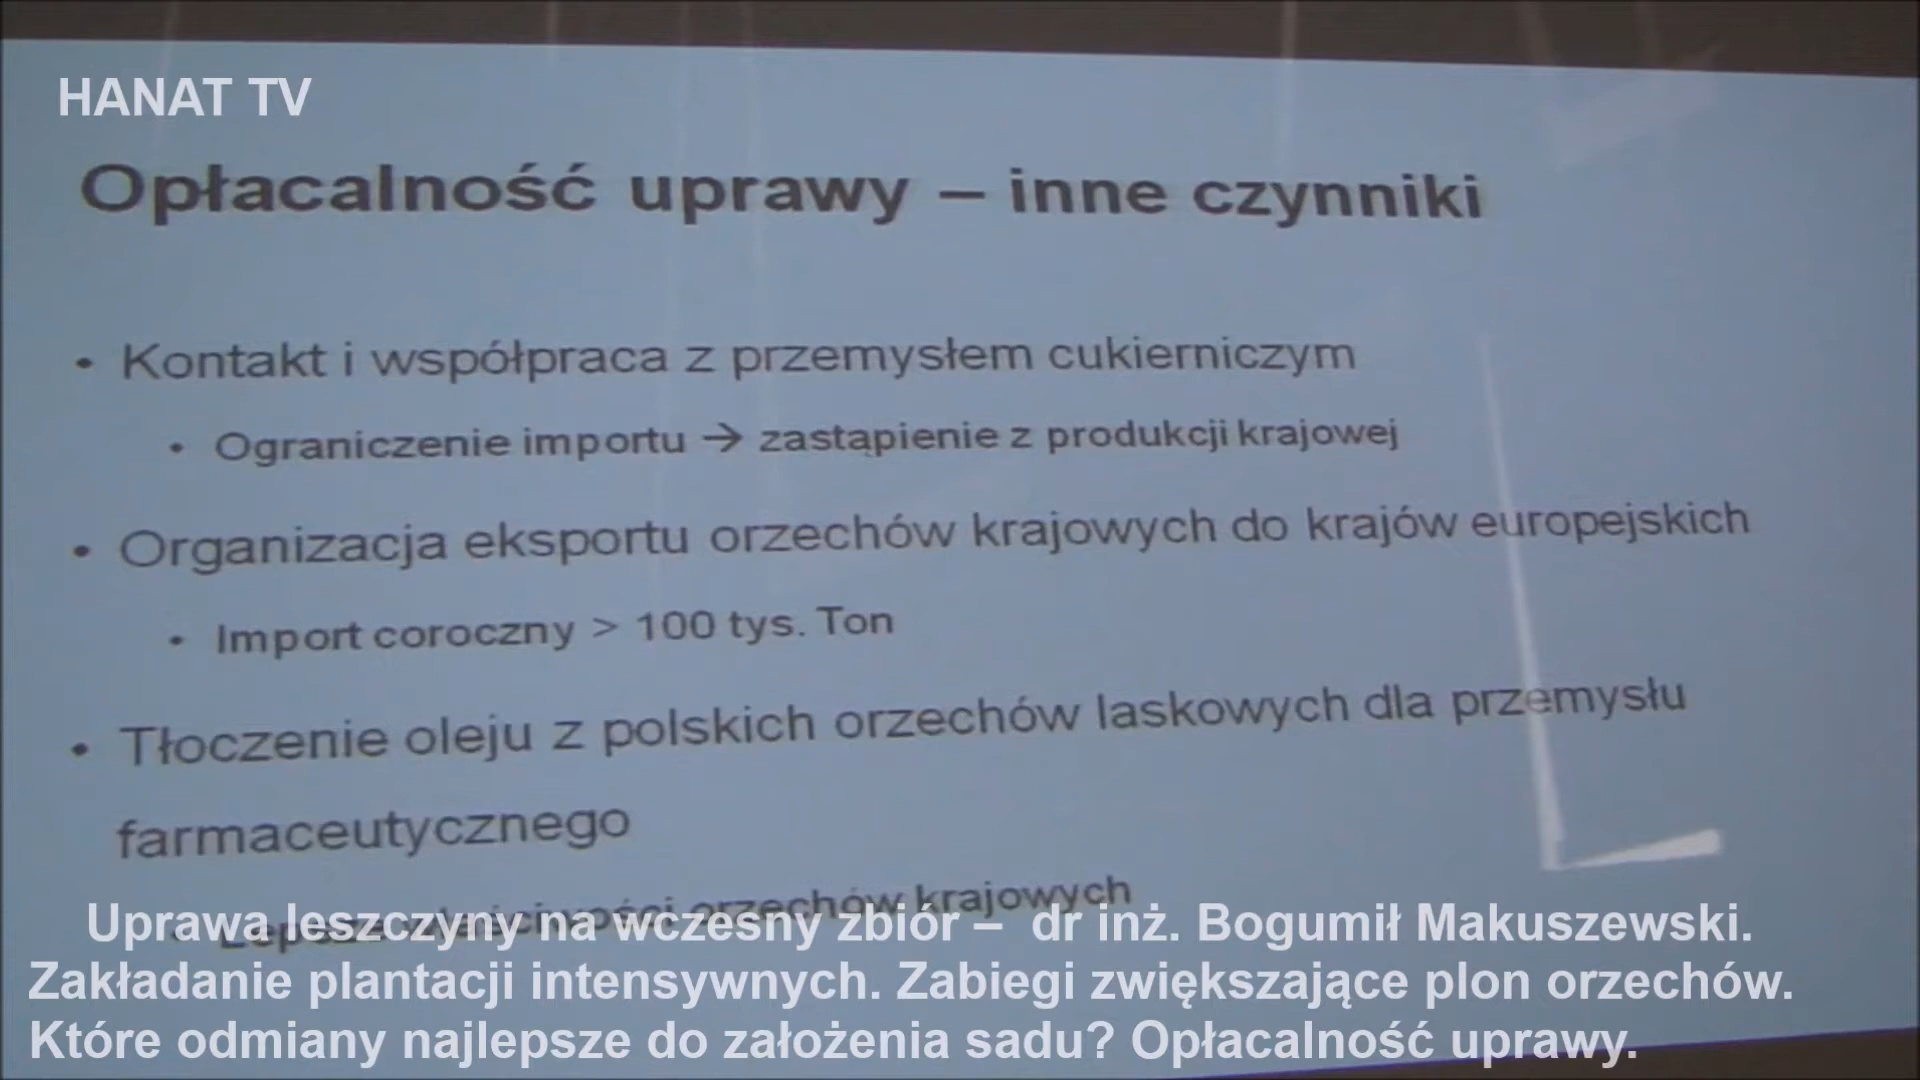 HANAT TV
Opłacalność uprawy – inne czynniki
• Kontakt i współpraca z przemysłem cukierniczym
• Ograniczenie importu → zastąpienie z produkcji krajowej
• Organizacja eksportu orzechów krajowych do krajów europejskich
• Import coroczny > 100 tys. Ton
• Tłoczenie oleju z polskich orzechów laskowych dla przemysłu
farmaceutycznego
• Lepsze właściwości orzechów krajowych
Uprawa leszczyny na wczesny zbiór – dr inż. Bogumił Makuszewski.
Zakładanie plantacji intensywnych. Zabiegi zwiększające plon orzechów.
Które odmiany najlepsze do założenia sadu? Opłacalność uprawy.